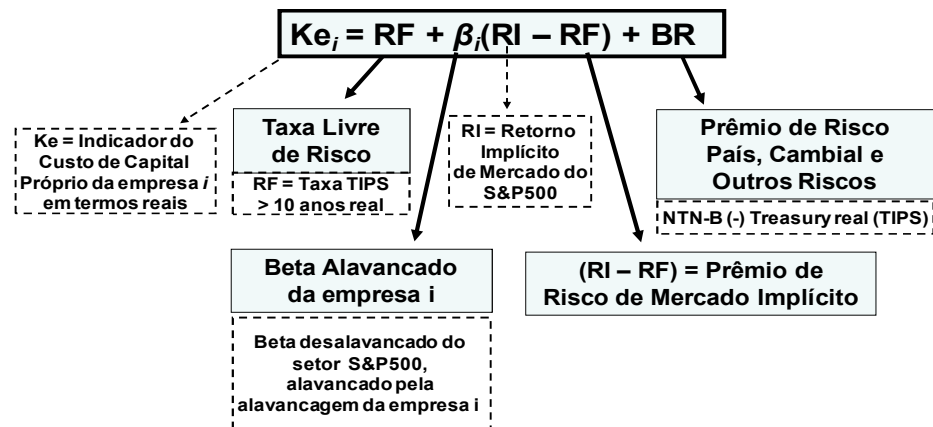 Keᵢ = RF + βᵢ(RI – RF) + BR
Ke = Indicador do
Custo de Capital
Próprio da empresa i
em termos reais
Taxa Livre
de Risco
RF = Taxa TIPS
> 10 anos real
RI = Retorno
Implícito
de Mercado do
S&P500
Prêmio de Risco
País, Cambial e
Outros Riscos
NTN-B (-) Treasury real (TIPS)
Beta Alavancado
da empresa i
Beta desalavancado do
setor S&P500,
alavancado pela
alavancagem da empresa i
(RI – RF) = Prêmio de
Risco de Mercado Implícito